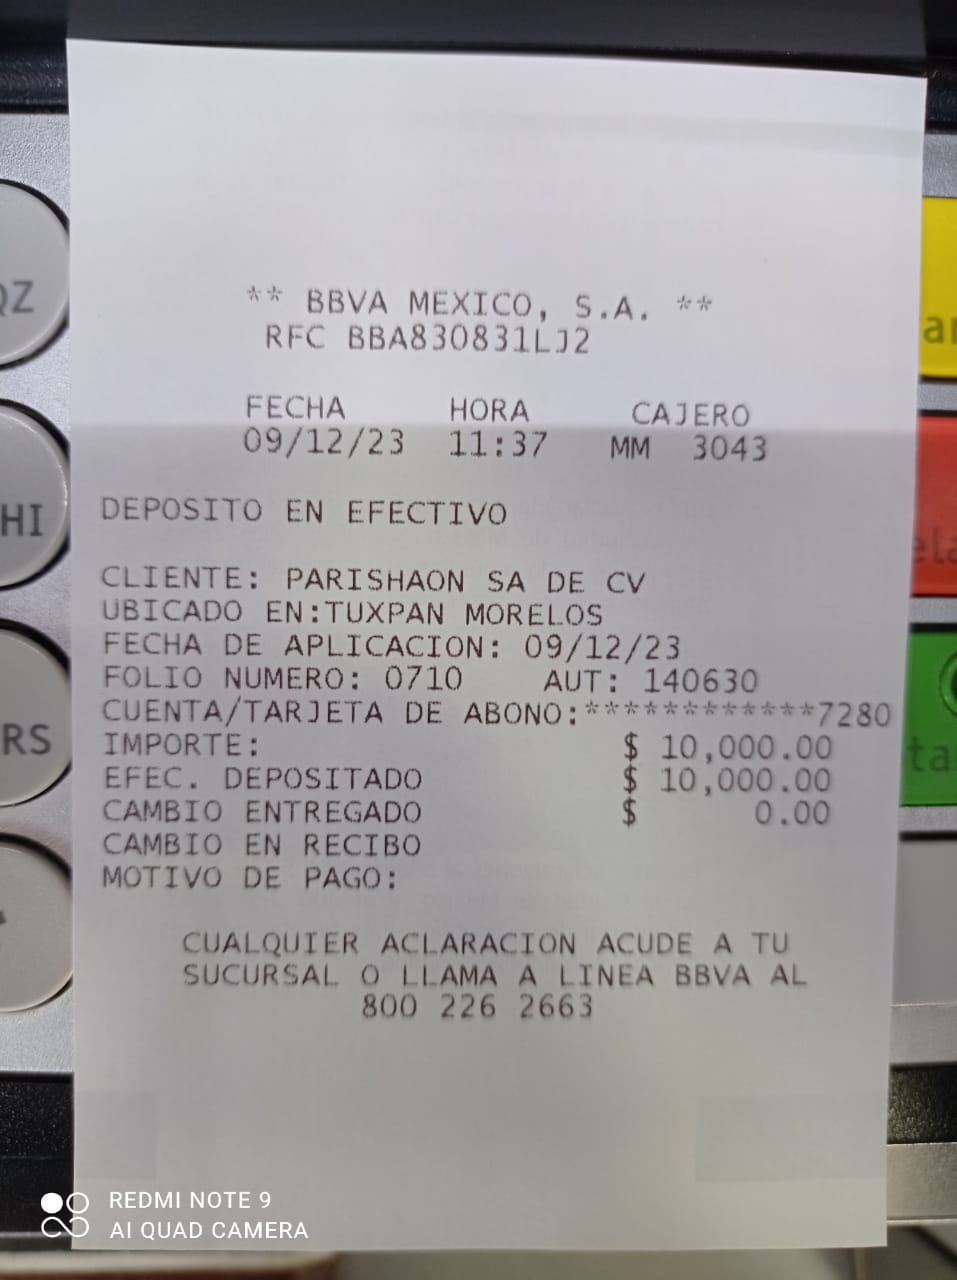 ** BBVA MEXICO, S.A. **
RFC BBA830831LJ2
FECHA HORA CAJERO
09/12/23 11:37 MM 3043
DEPOSITO EN EFECTIVO
CLIENTE: PARISHAON SA DE CV
UBICADO EN:TUXPAN MORELOS
FECHA DE APLICACION: 09/12/23
FOLIO NUMERO: 0710 AUT: 140630
CUENTA/TARJETA DE ABONO:************7280
IMPORTE: $ 10,000.00
EFEC. DEPOSITADO $ 10,000.00
CAMBIO ENTREGADO $ 0.00
CAMBIO EN RECIBO
MOTIVO DE PAGO:
CUALQUIER ACLARACION ACUDE A TU
SUCURSAL O LLAMA A LINEA BBVA AL
800 226 2663
QZ
HI
RS
REDMI NOTE 9
AI QUAD CAMERA